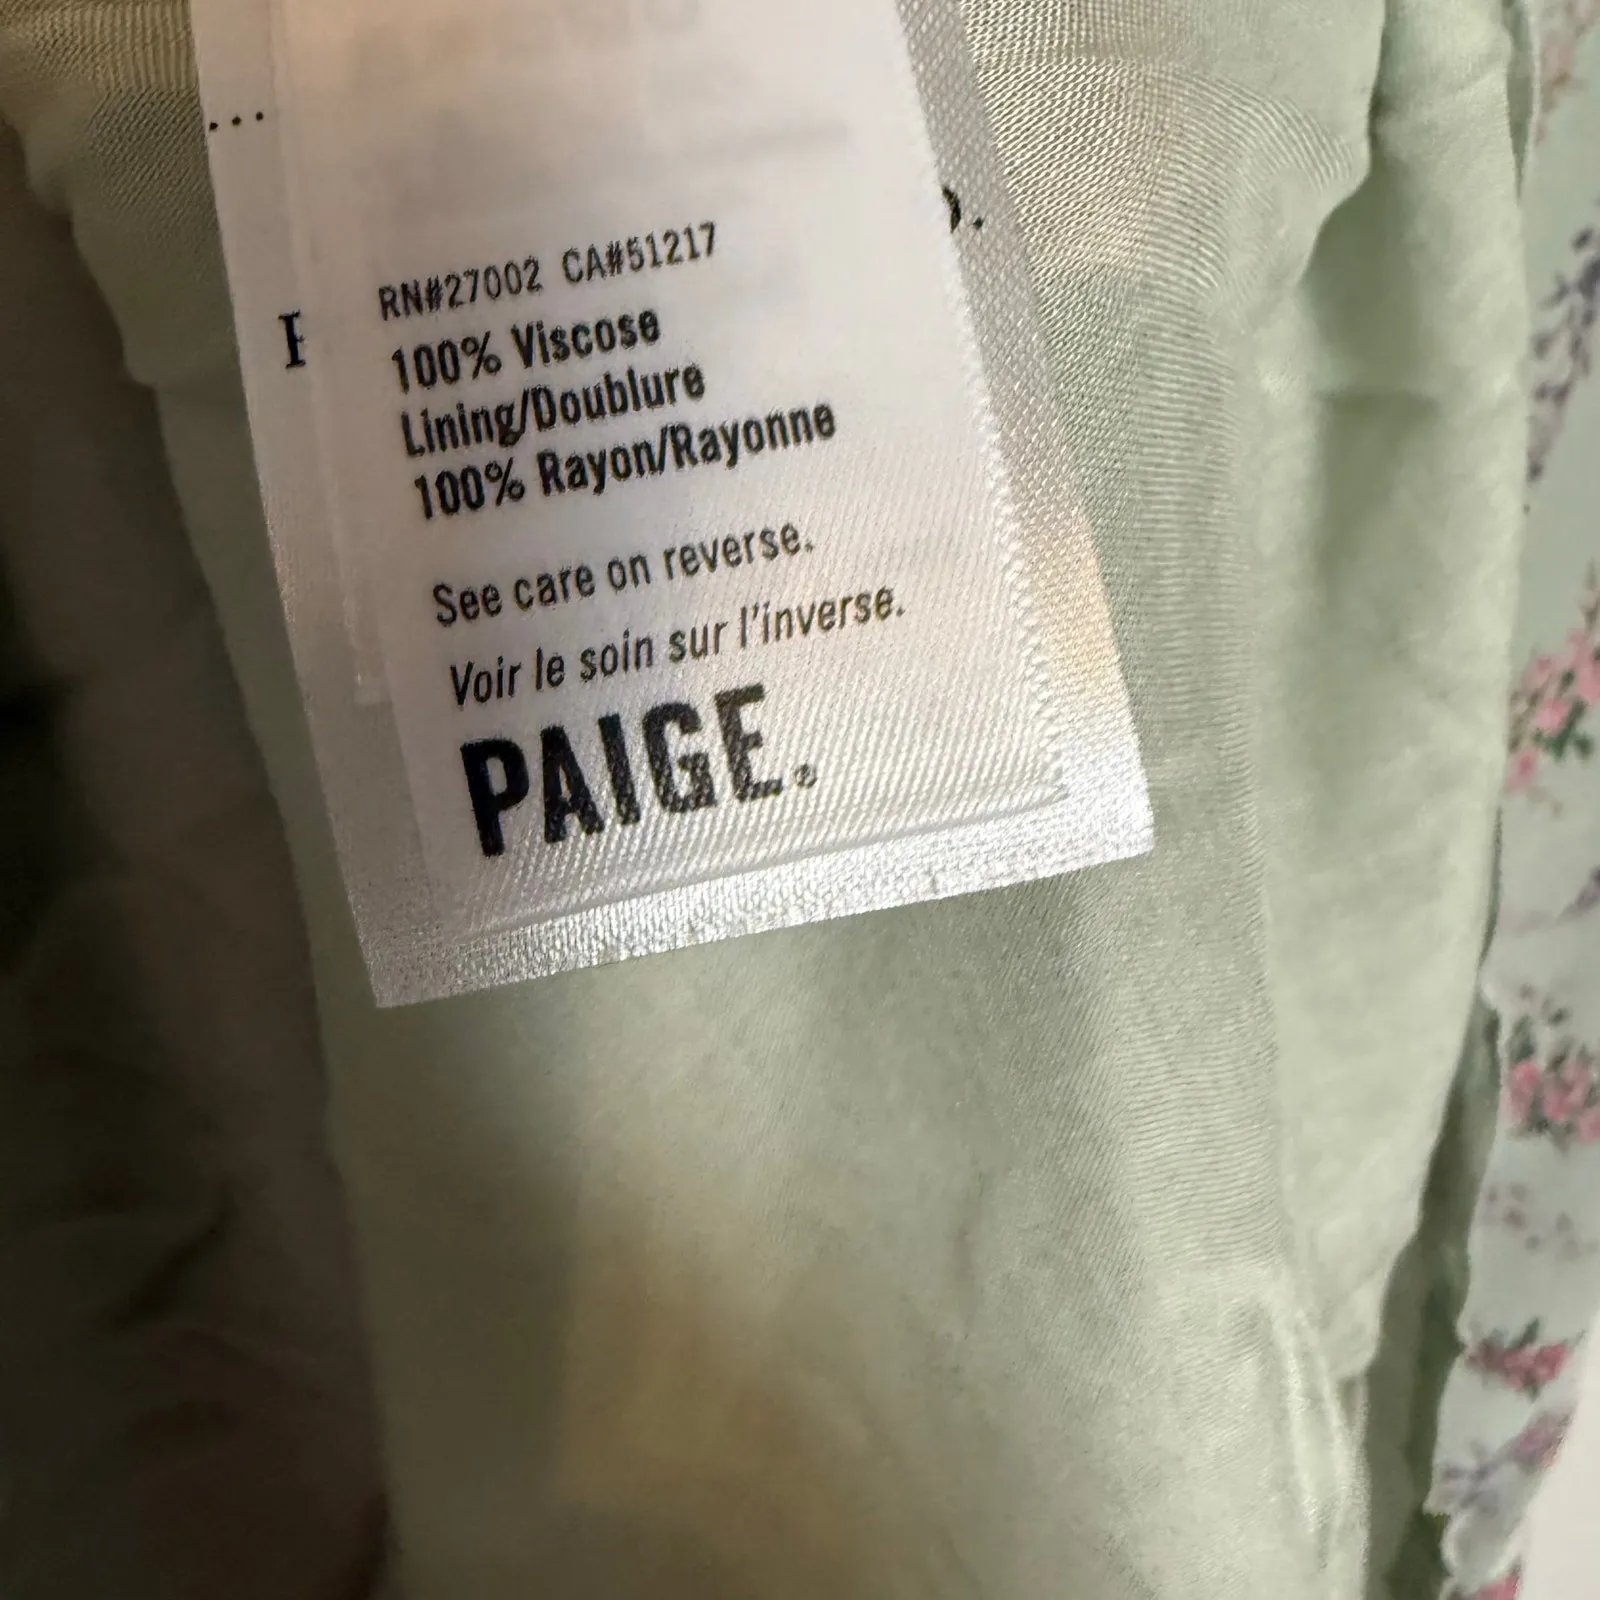 RN#27002 CA#51217
100% Viscose
Lining/Doublure
100% Rayon/Rayonne
See care on reverse.
Voir le soin sur l'inverse.
PAIGE.®